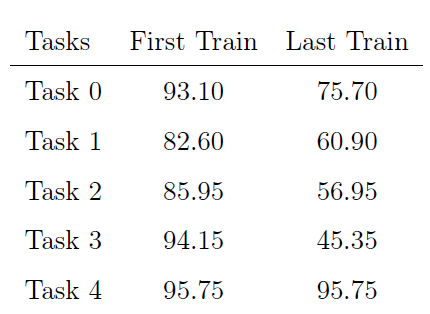 Tasks First Train Last Train
Task 0 93.10 75.70
Task 1 82.60 60.90
Task 2 85.95 56.95
Task 3 94.15 45.35
Task 4 95.75 95.75